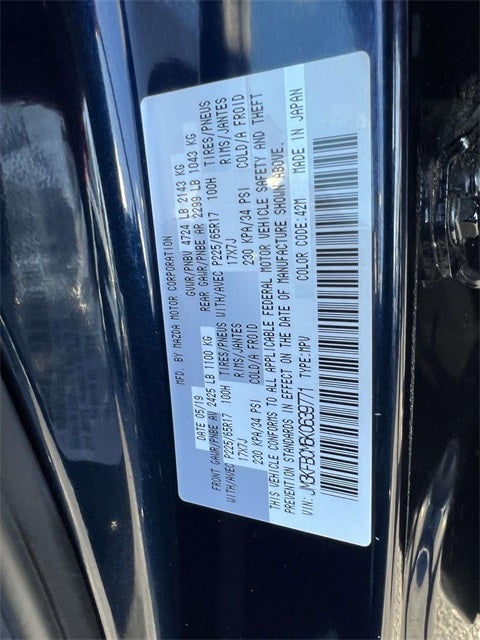 MFD. BY MAZDA MOTOR CORPORATION
DATE 05/19 GVWR/PNBV 4724 LB 2143 KG
FRONT GAWR/PNBE AV 2425 LB 1100 KG REAR GAWR/PNBE AR 2299 LB 1043 KG
WITH/AVEC TIRES/PNEUS WITH/AVEC TIRES/PNEUS
P225/65R17 100H RIMS/JANTES P225/65R17 100H RIMS/JANTES
17X7J COLD/A FROID 17X7J COLD/A FROID
230 KPA/34 PSI 230 KPA/34 PSI
THIS VEHICLE CONFORMS TO ALL APPLICABLE FEDERAL MOTOR VEHICLE SAFETY AND THEFT
PREVENTION STANDARDS IN EFFECT ON THE DATE OF MANUFACTURE SHOWN ABOVE.
VIN: JM3KFBCM6K0639771 TYPE:MPV COLOR CODE:42M MADE IN JAPAN